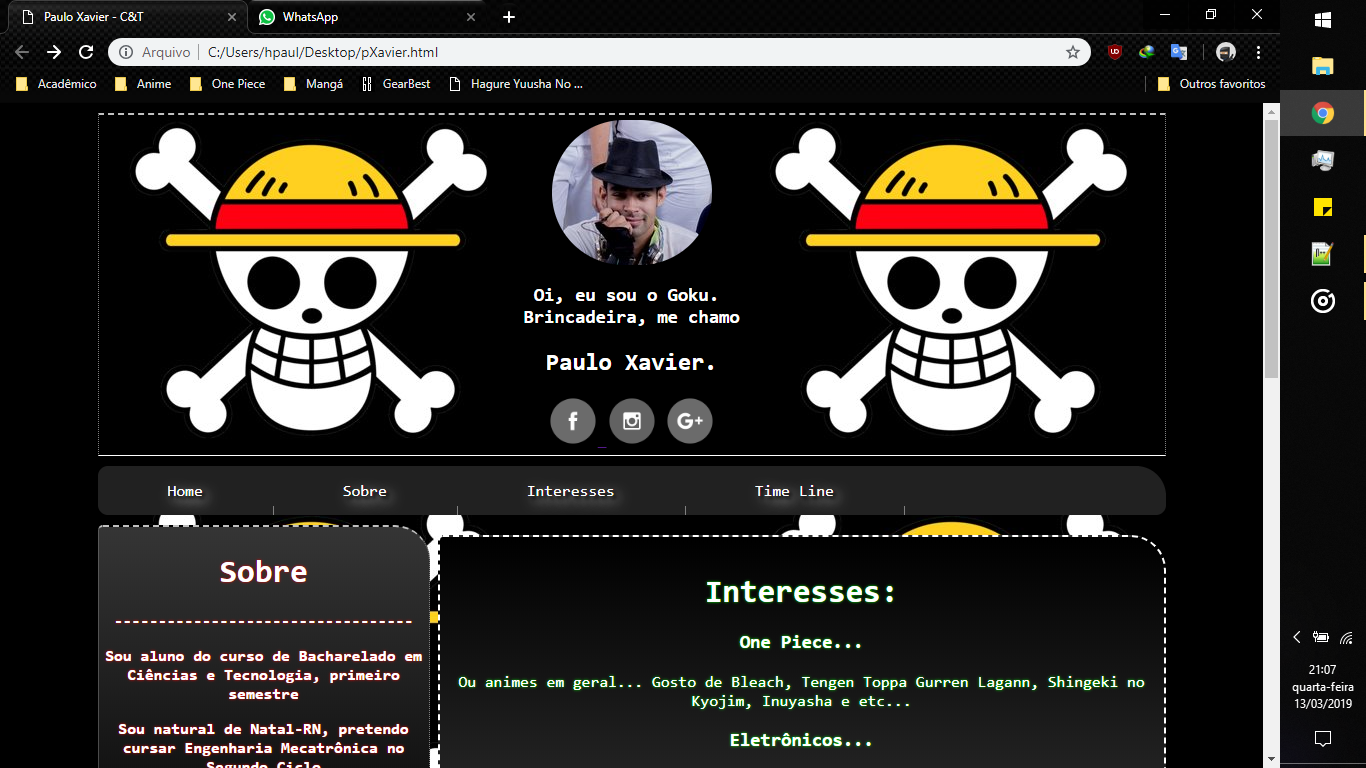 Paulo Xavier - C&T
WhatsApp
Arquivo
C:/Users/hpaul/Desktop/pXavier.html
Acadêmico
Anime
One Piece
Mangá
GearBest
Hagure Yuusha No ...
Outros favoritos
Oi, eu sou o Goku.
Brincadeira, me chamo
Paulo Xavier.
f
G+
Home
Sobre
Interesses
Time Line
Sobre
----------------------------------
Sou aluno do curso de Bacharelado em
Ciências e Tecnologia, primeiro
semestre
Sou natural de Natal-RN, pretendo
cursar Engenharia Mecatrônica no
Segundo Ciclo
Interesses:
One Piece...
Ou animes em geral... Gosto de Bleach, Tengen Toppa Gurren Lagann, Shingeki no
Kyojim, Inuyasha e etc...
Eletrônicos...
21:07
quarta-feira
13/03/2019